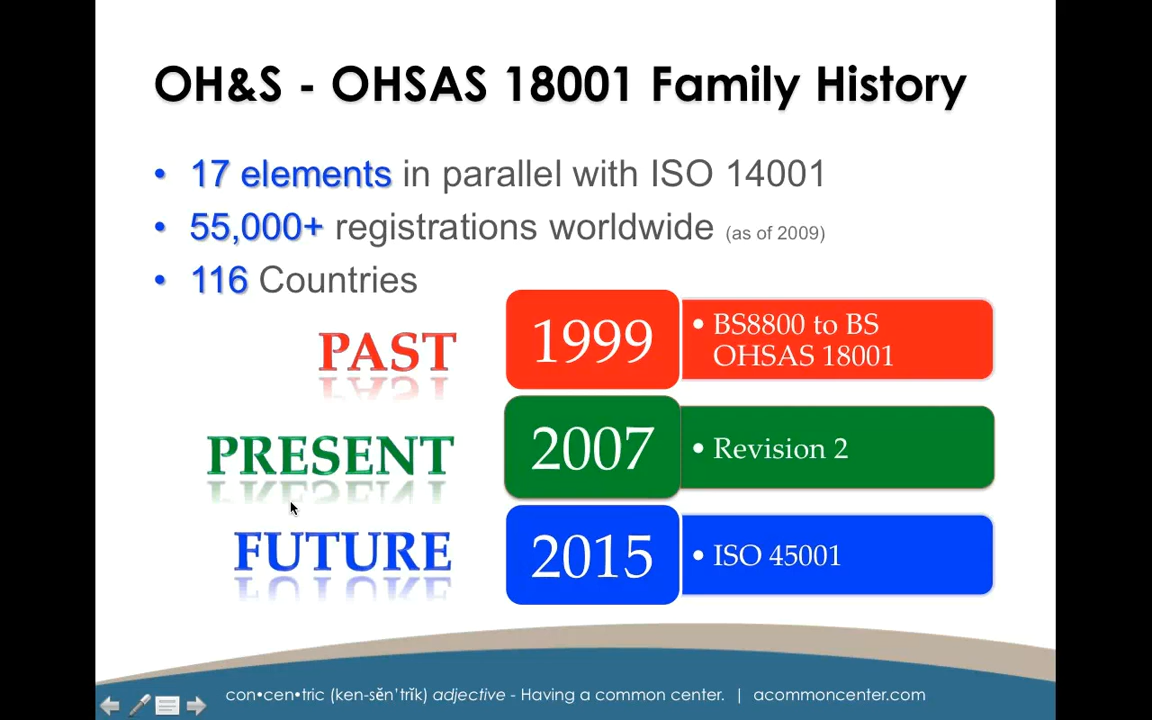 OH&S - OHSAS 18001 Family History
• 17 elements in parallel with ISO 14001
• 55,000+ registrations worldwide (as of 2009)
• 116 Countries
PAST
1999
• BS8800 to BS
OHSAS 18001
PRESENT
2007
• Revision 2
FUTURE
2015
• ISO 45001
con•cen•tric (ken-sĕn'trĭk) adjective - Having a common center. | acommoncenter.com